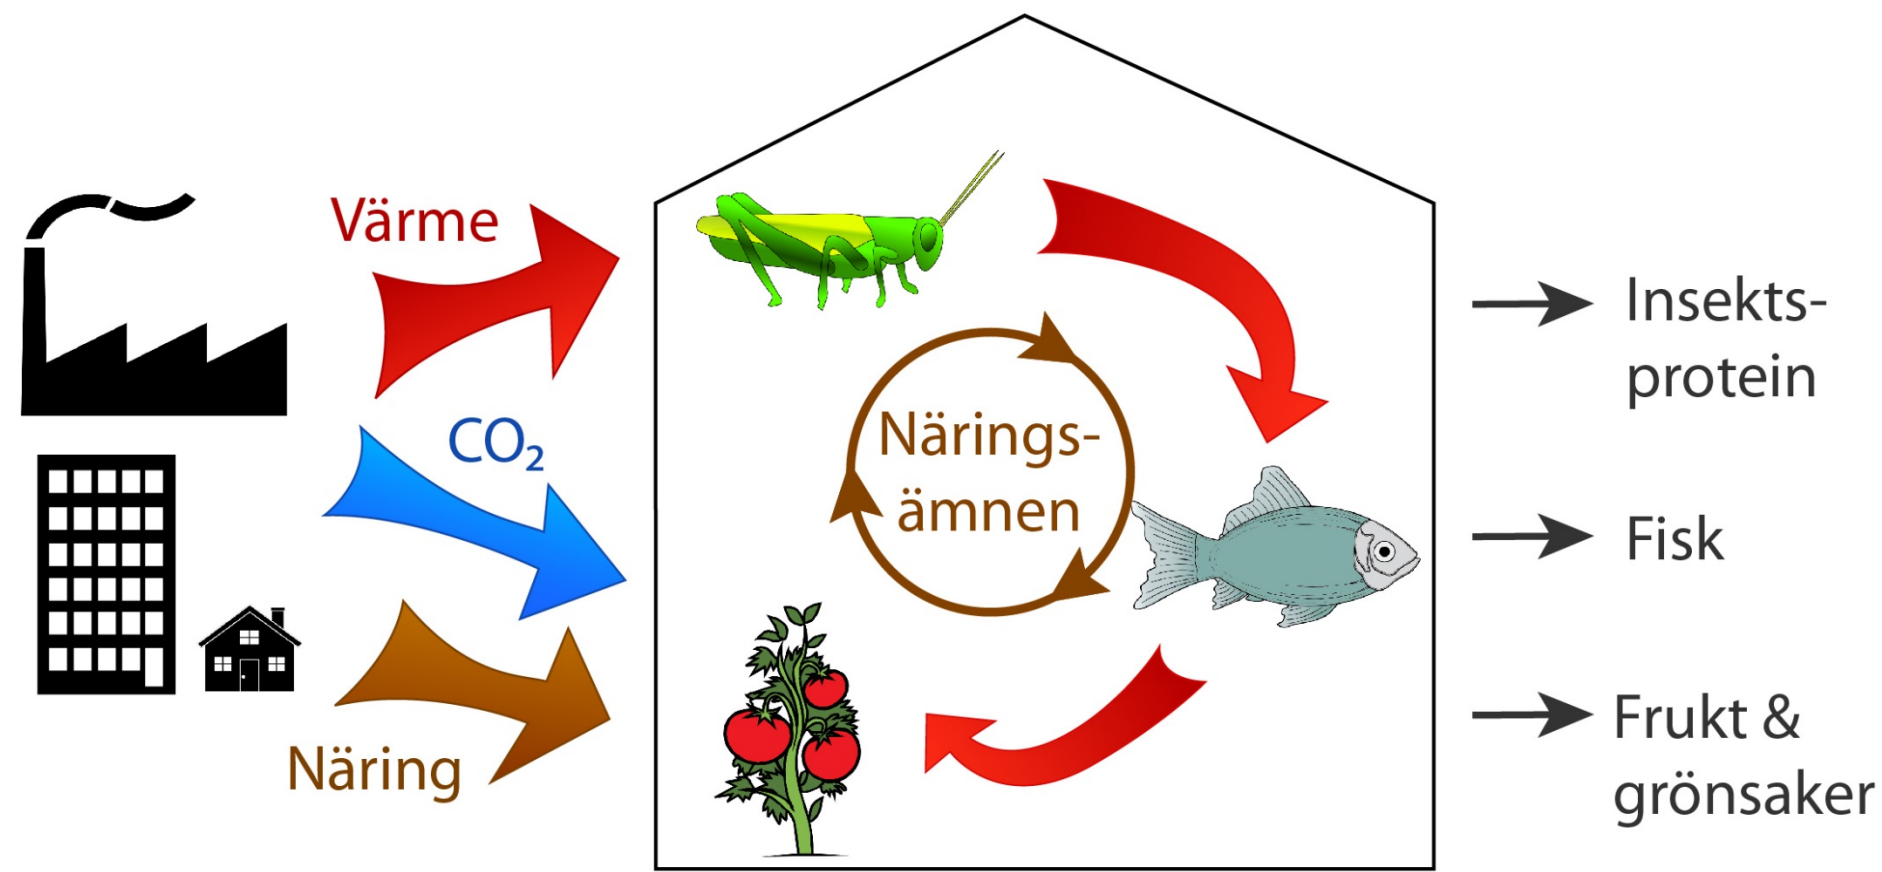 Värme
CO₂
Näring
Närings-
ämnen
Insekts-
protein
Fisk
Frukt &
grönsaker